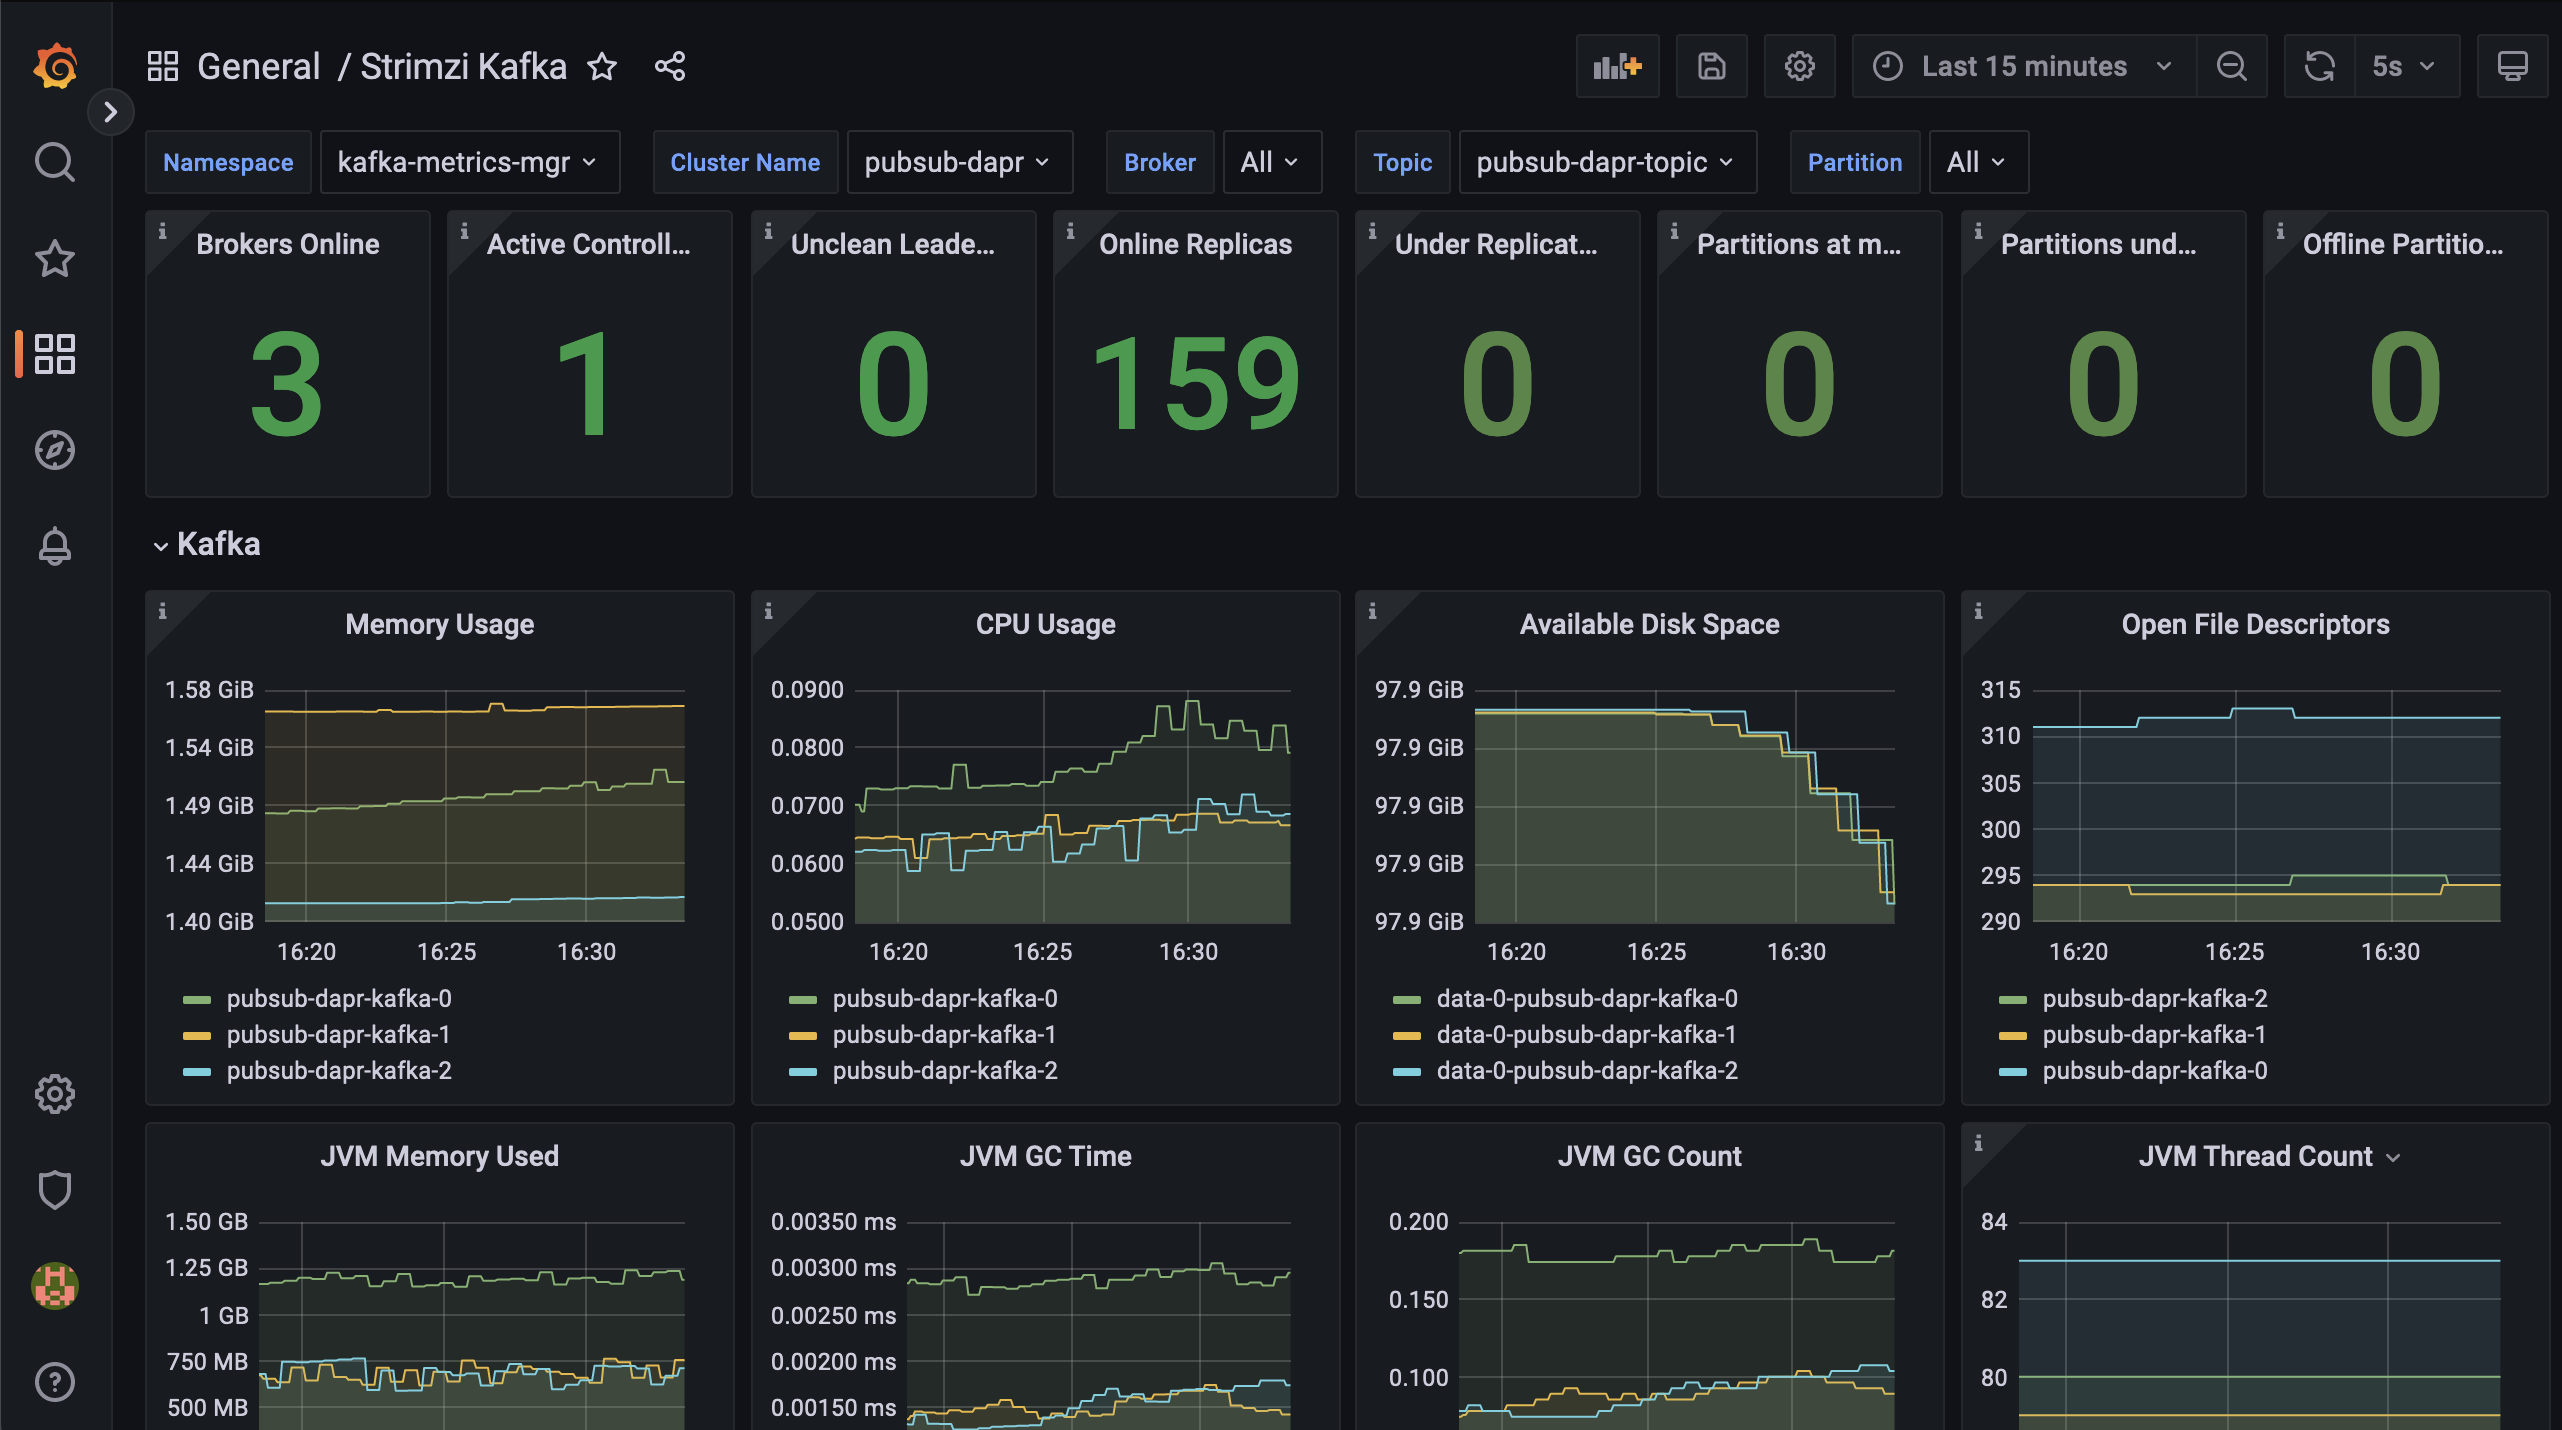 General / Strimzi Kafka
Last 15 minutes
5s
Namespace kafka-metrics-mgr Cluster Name pubsub-dapr Broker All Topic pubsub-dapr-topic Partition All
Brokers Online
3
Active Controll...
1
Unclean Leade...
0
Online Replicas
159
Under Replicat...
0
Partitions at m...
0
Partitions und...
0
Offline Partitio...
0
Kafka
Memory Usage
1.58 GiB
1.54 GiB
1.49 GiB
1.44 GiB
1.40 GiB
16:20 16:25 16:30
pubsub-dapr-kafka-0
pubsub-dapr-kafka-1
pubsub-dapr-kafka-2
CPU Usage
0.0900
0.0800
0.0700
0.0600
0.0500
16:20 16:25 16:30
pubsub-dapr-kafka-0
pubsub-dapr-kafka-1
pubsub-dapr-kafka-2
Available Disk Space
97.9 GiB
97.9 GiB
97.9 GiB
97.9 GiB
97.9 GiB
16:20 16:25 16:30
data-0-pubsub-dapr-kafka-0
data-0-pubsub-dapr-kafka-1
data-0-pubsub-dapr-kafka-2
Open File Descriptors
315
310
305
300
295
290
16:20 16:25 16:30
pubsub-dapr-kafka-2
pubsub-dapr-kafka-1
pubsub-dapr-kafka-0
JVM Memory Used
1.50 GB
1.25 GB
1 GB
750 MB
500 MB
JVM GC Time
0.00350 ms
0.00300 ms
0.00250 ms
0.00200 ms
0.00150 ms
JVM GC Count
0.200
0.150
0.100
JVM Thread Count
84
82
80